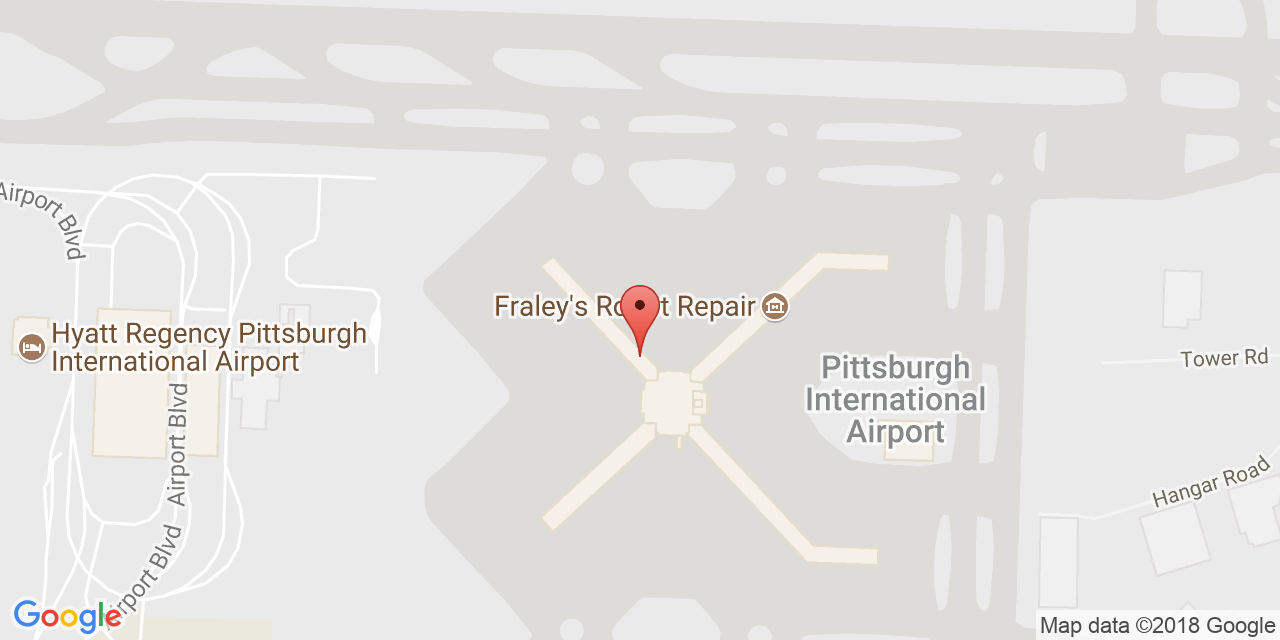 Airport Blvd
Fraley's Robot Repair
Hyatt Regency Pittsburgh
International Airport
Pittsburgh
International
Airport
Tower Rd
Airport Blvd
Hangar Road
Airport Blvd
Google
Map data ©2018 Google